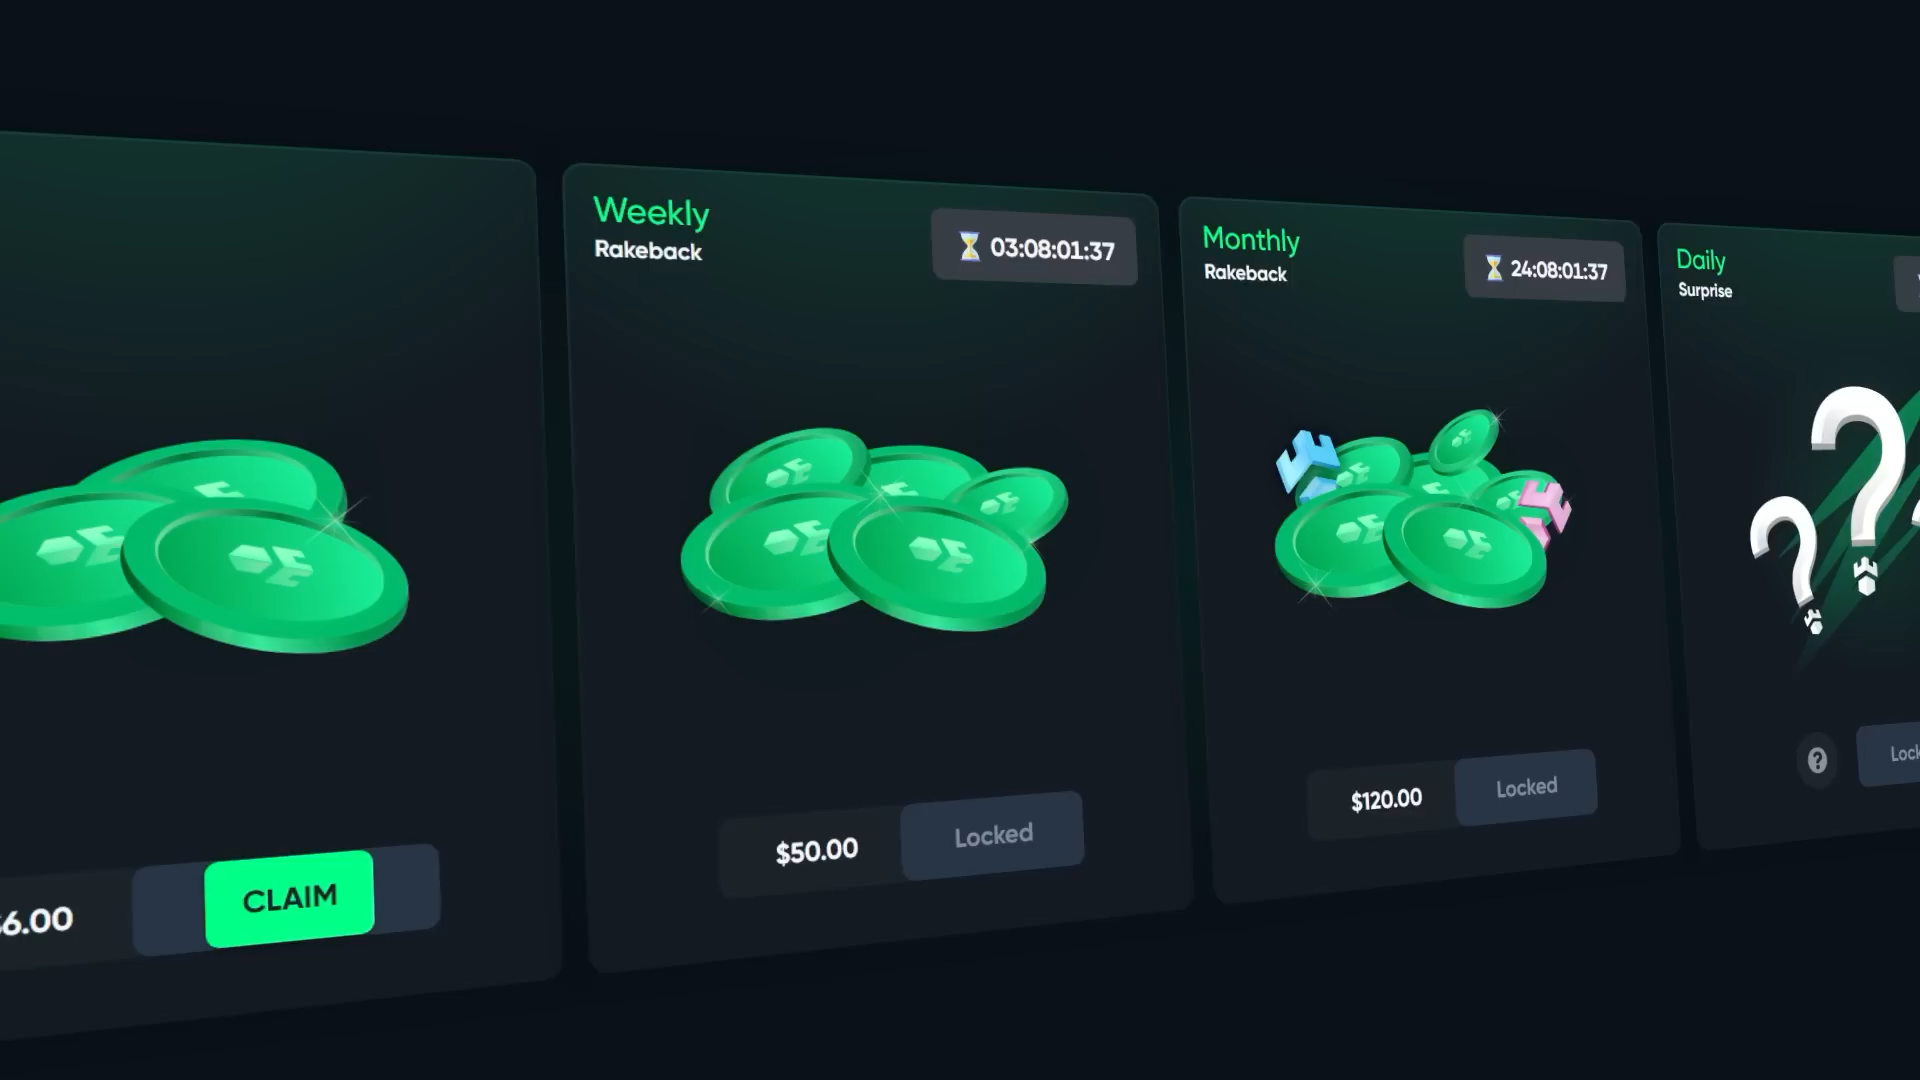 $6.00
CLAIM
Weekly
Rakeback
03:08:01:37
$50.00
Locked
Monthly
Rakeback
24:08:01:37
$120.00
Locked
Daily
Surprise
?
Lock